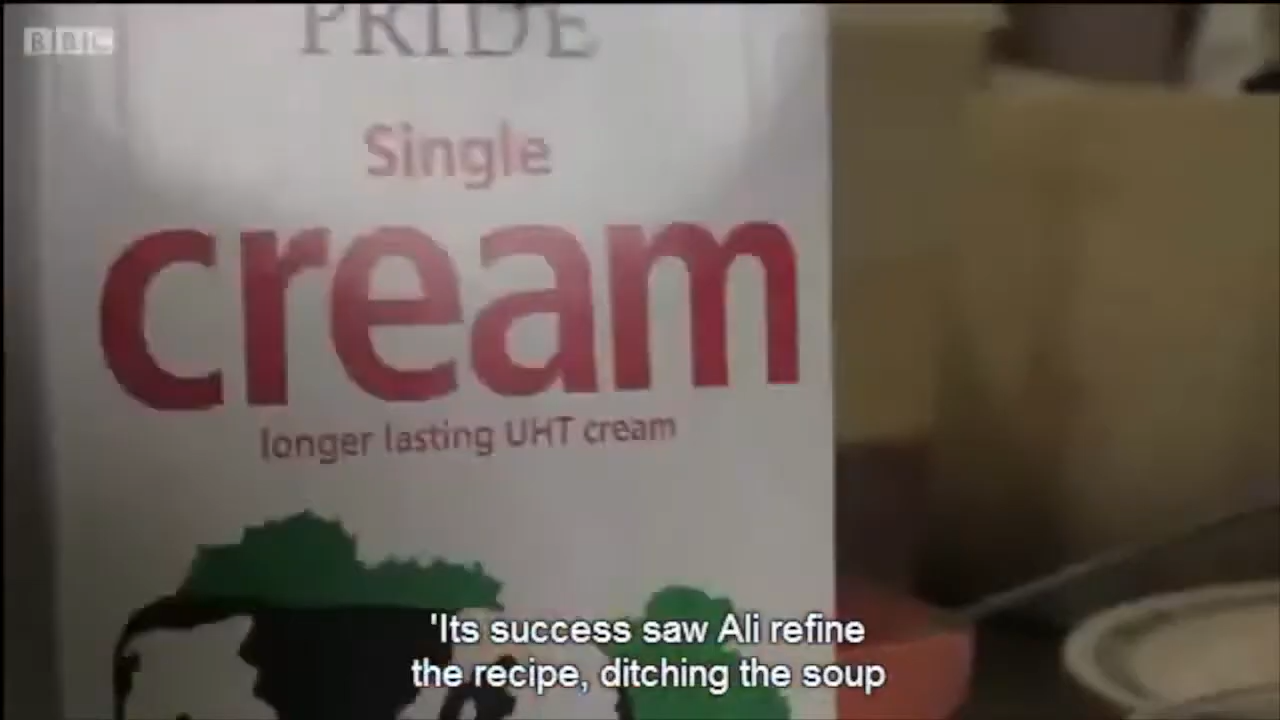 BBC
PRIDE
Single
cream
longer lasting UHT cream
'Its success saw Ali refine
the recipe, ditching the soup